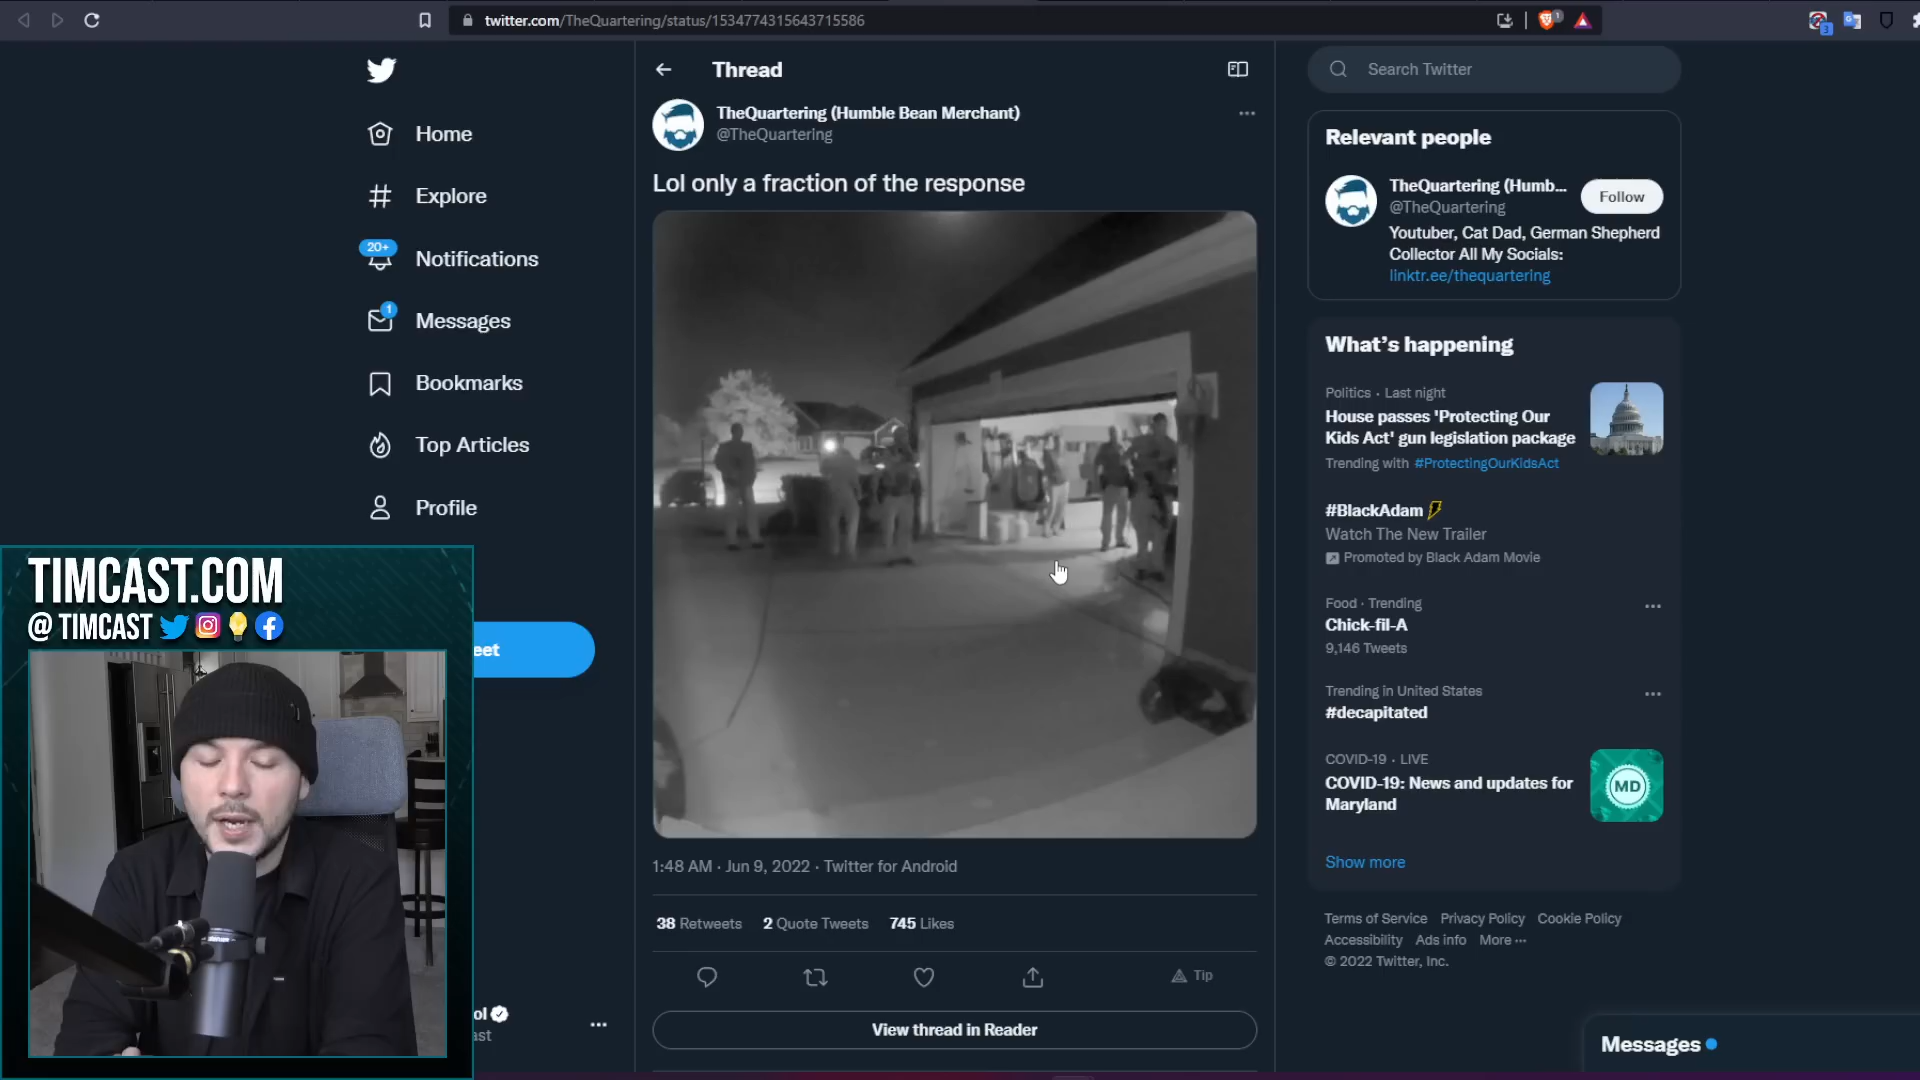 twitter.com/TheQuartering/status/1534774315643715586
1
3
Thread
Search Twitter
TheQuartering (Humble Bean Merchant)
@TheQuartering
Lol only a fraction of the response
Home
Explore
20+
Notifications
1
Messages
Bookmarks
Top Articles
Profile
eet
TIMCAST.COM
@ TIMCAST
ol
ast
1:48 AM · Jun 9, 2022 · Twitter for Android
38 Retweets 2 Quote Tweets 745 Likes
Tip
View thread in Reader
Relevant people
TheQuartering (Humb...
@TheQuartering
Follow
Youtuber, Cat Dad, German Shepherd
Collector All My Socials:
linktr.ee/thequartering
What's happening
Politics · Last night
House passes 'Protecting Our
Kids Act' gun legislation package
Trending with #ProtectingOurKidsAct
#BlackAdam
Watch The New Trailer
Promoted by Black Adam Movie
Food · Trending
Chick-fil-A
9,146 Tweets
Trending in United States
#decapitated
COVID-19 · LIVE
COVID-19: News and updates for
Maryland
MD
Show more
Terms of Service Privacy Policy Cookie Policy
Accessibility Ads info More ···
© 2022 Twitter, Inc.
Messages